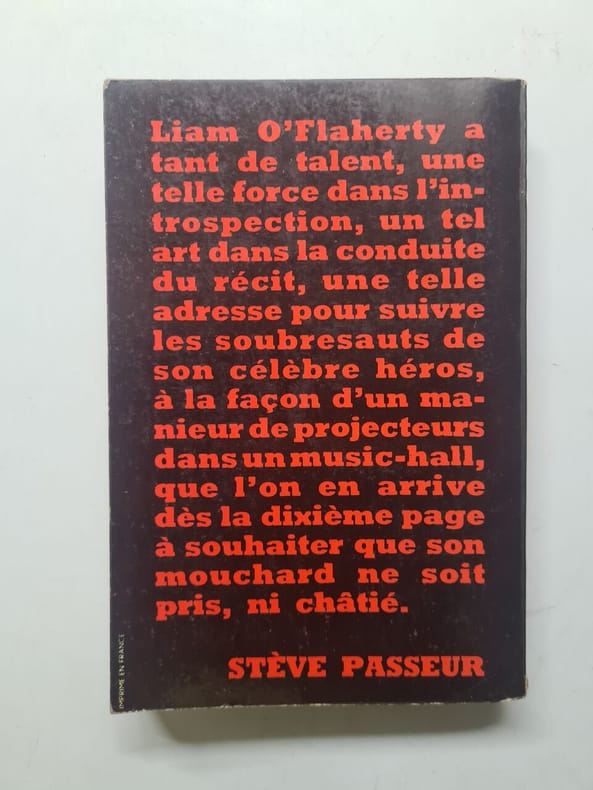 Liam O'Flaherty a
tant de talent, une
telle force dans l'in-
trospection, un tel
art dans la conduite
du récit, une telle
adresse pour suivre
les soubresauts de
son célèbre héros,
à la façon d'un ma-
nieur de projecteurs
dans un music-hall,
que l'on en arrive
dès la dixième page
à souhaiter que son
mouchard ne soit
pris, ni châtié.
STÈVE PASSEUR
IMPRIMÉ EN FRANCE